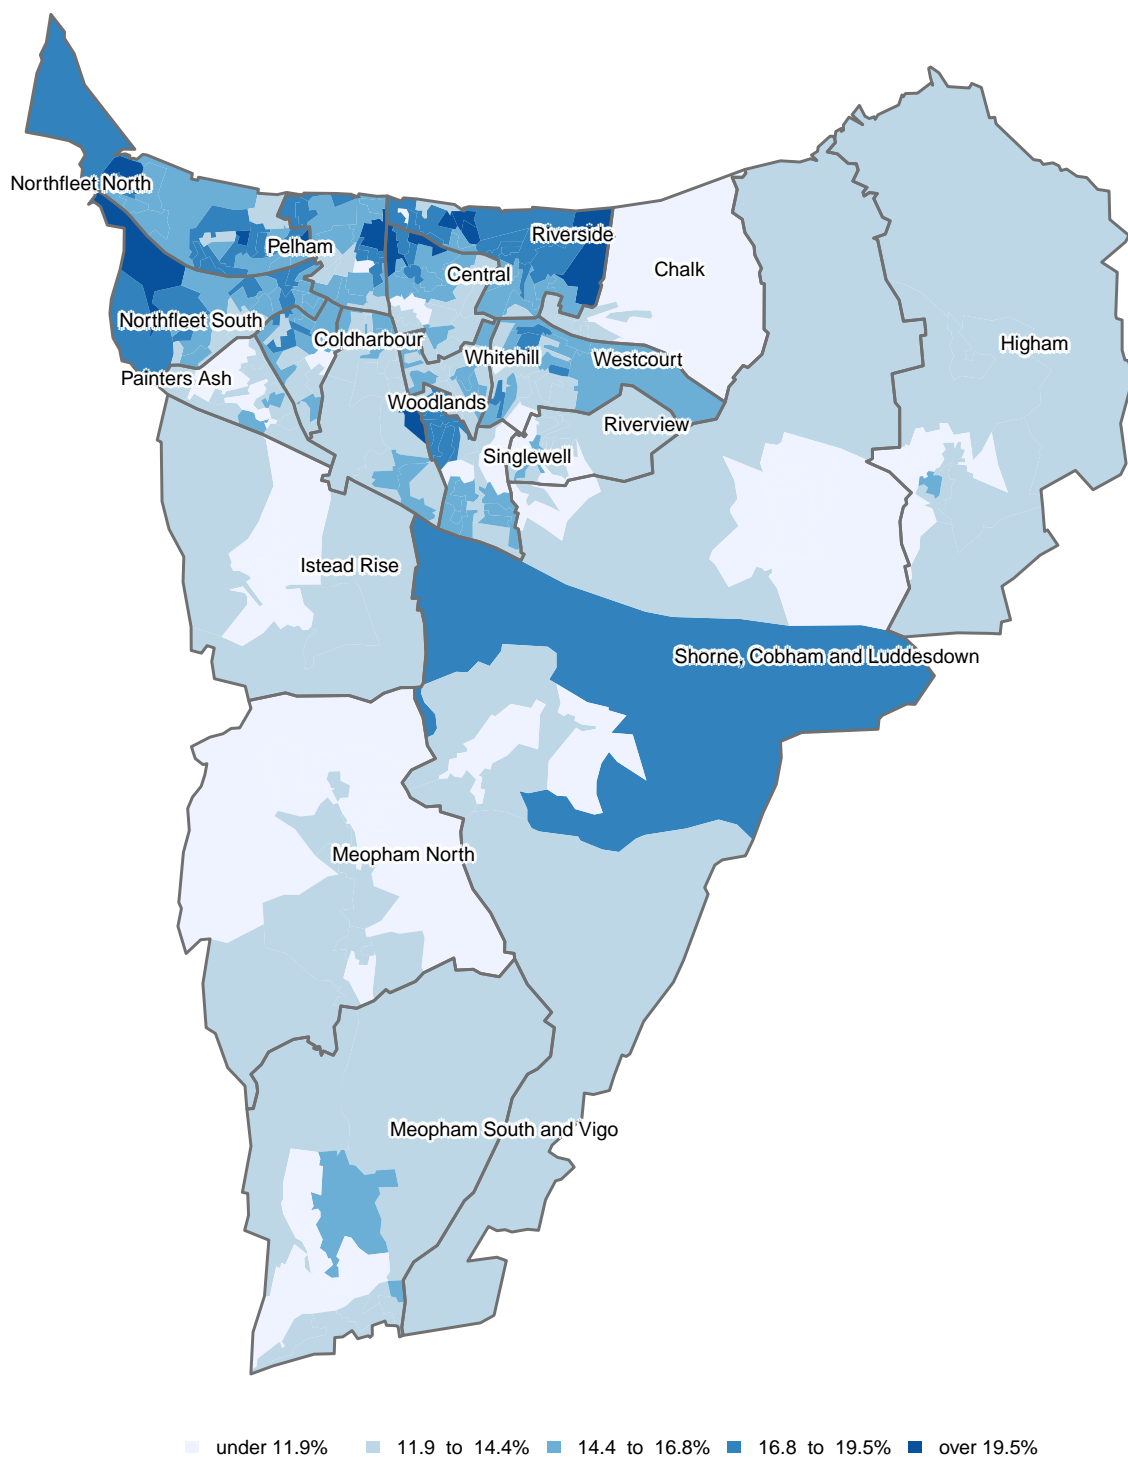 Northfleet North
Riverside
Pelham
Central
Chalk
Northfleet South
Coldharbour
Higham
Whitehill
Westcourt
Painters Ash
Woodlands
Riverview
Singlewell
Istead Rise
Shorne, Cobham and Luddesdown
Meopham North
Meopham South and Vigo
under 11.9% 11.9 to 14.4% 14.4 to 16.8% 16.8 to 19.5% over 19.5%